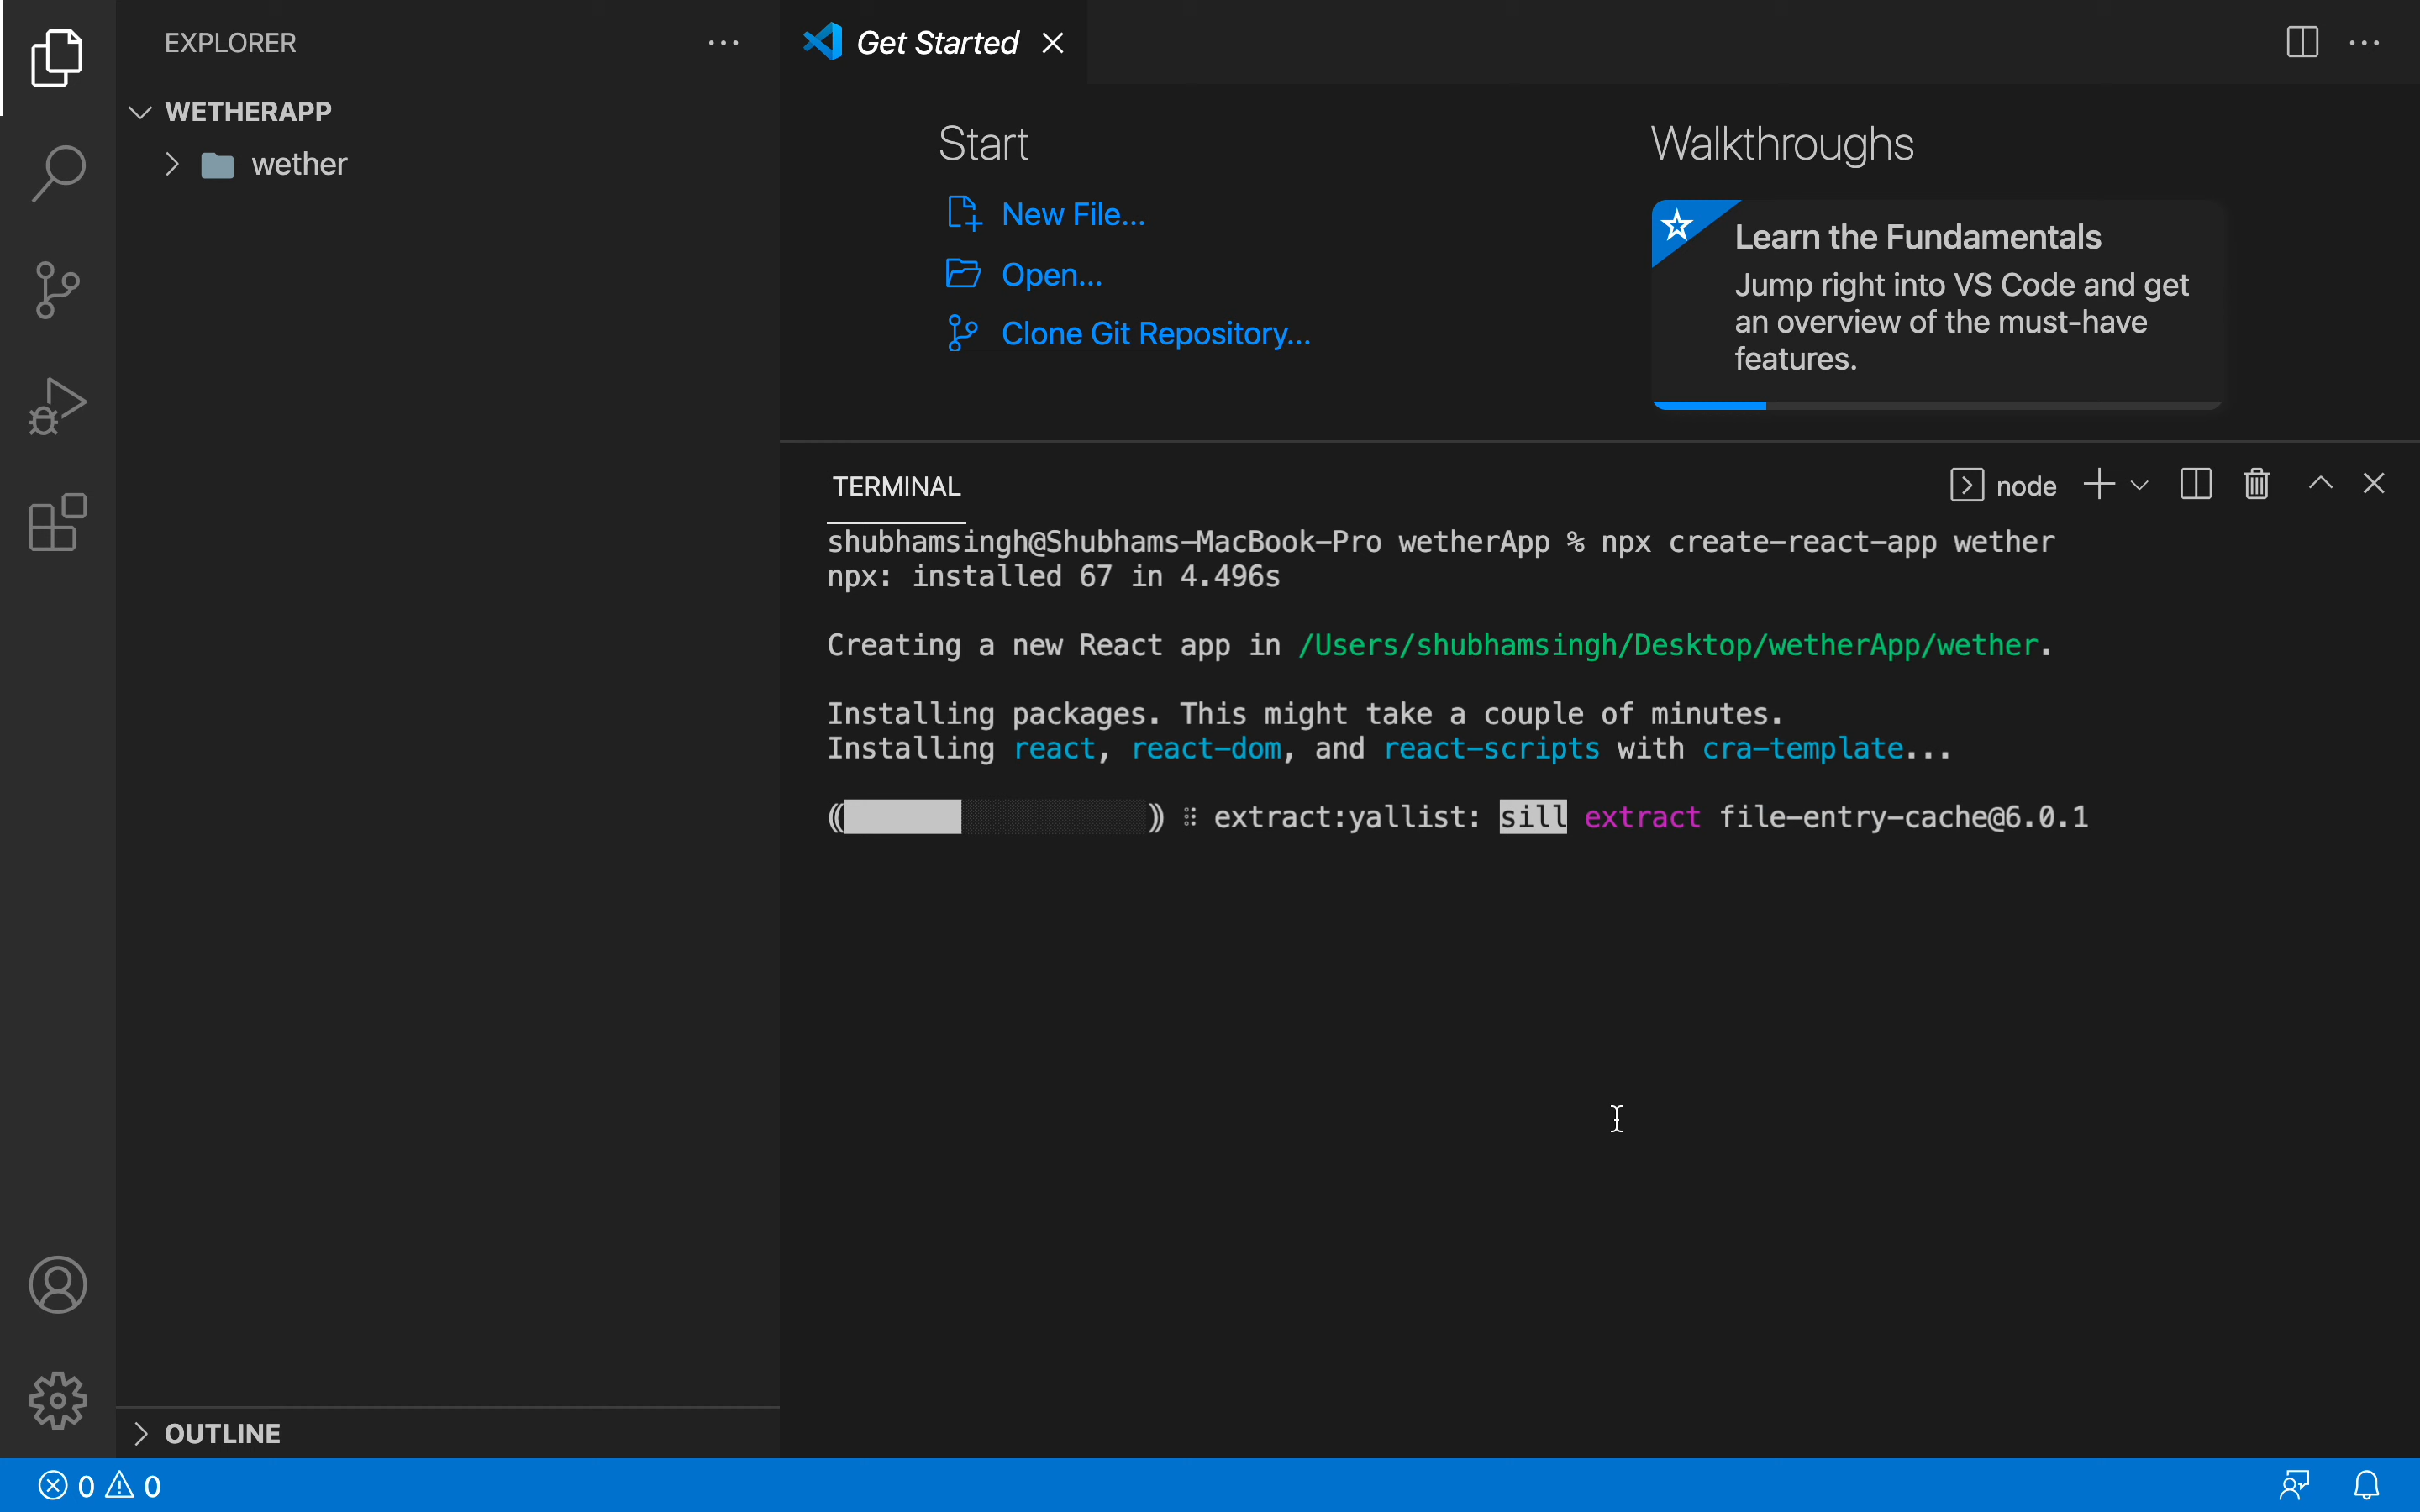 EXPLORER
WETHERAPP
wether
OUTLINE
Get Started
Start
New File...
Open...
Clone Git Repository...
Walkthroughs
Learn the Fundamentals
Jump right into VS Code and get
an overview of the must-have
features.
TERMINAL
node
shubhamsingh@Shubhams-MacBook-Pro wetherApp % npx create-react-app wether
npx: installed 67 in 4.496s
Creating a new React app in /Users/shubhamsingh/Desktop/wetherApp/wether.
Installing packages. This might take a couple of minutes.
Installing react, react-dom, and react-scripts with cra-template...
(( )) ⠿ extract:yallist: sill extract file-entry-cache@6.0.1
0 0